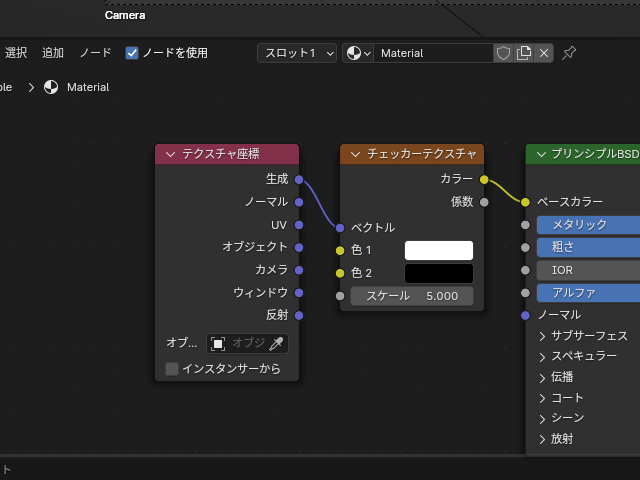 Camera
選択 追加 ノード ノードを使用 スロット1 Material
Material
テクスチャ座標
生成
ノーマル
UV
オブジェクト
カメラ
ウィンドウ
反射
オブ... オブジ
インスタンサーから
チェッカーテクスチャ
カラー
係数
ベクトル
色 1
色 2
スケール 5.000
プリンシプルBSD
ベースカラー
メタリック
粗さ
IOR
アルファ
ノーマル
サブサーフェス
スペキュラー
伝播
コート
シーン
放射